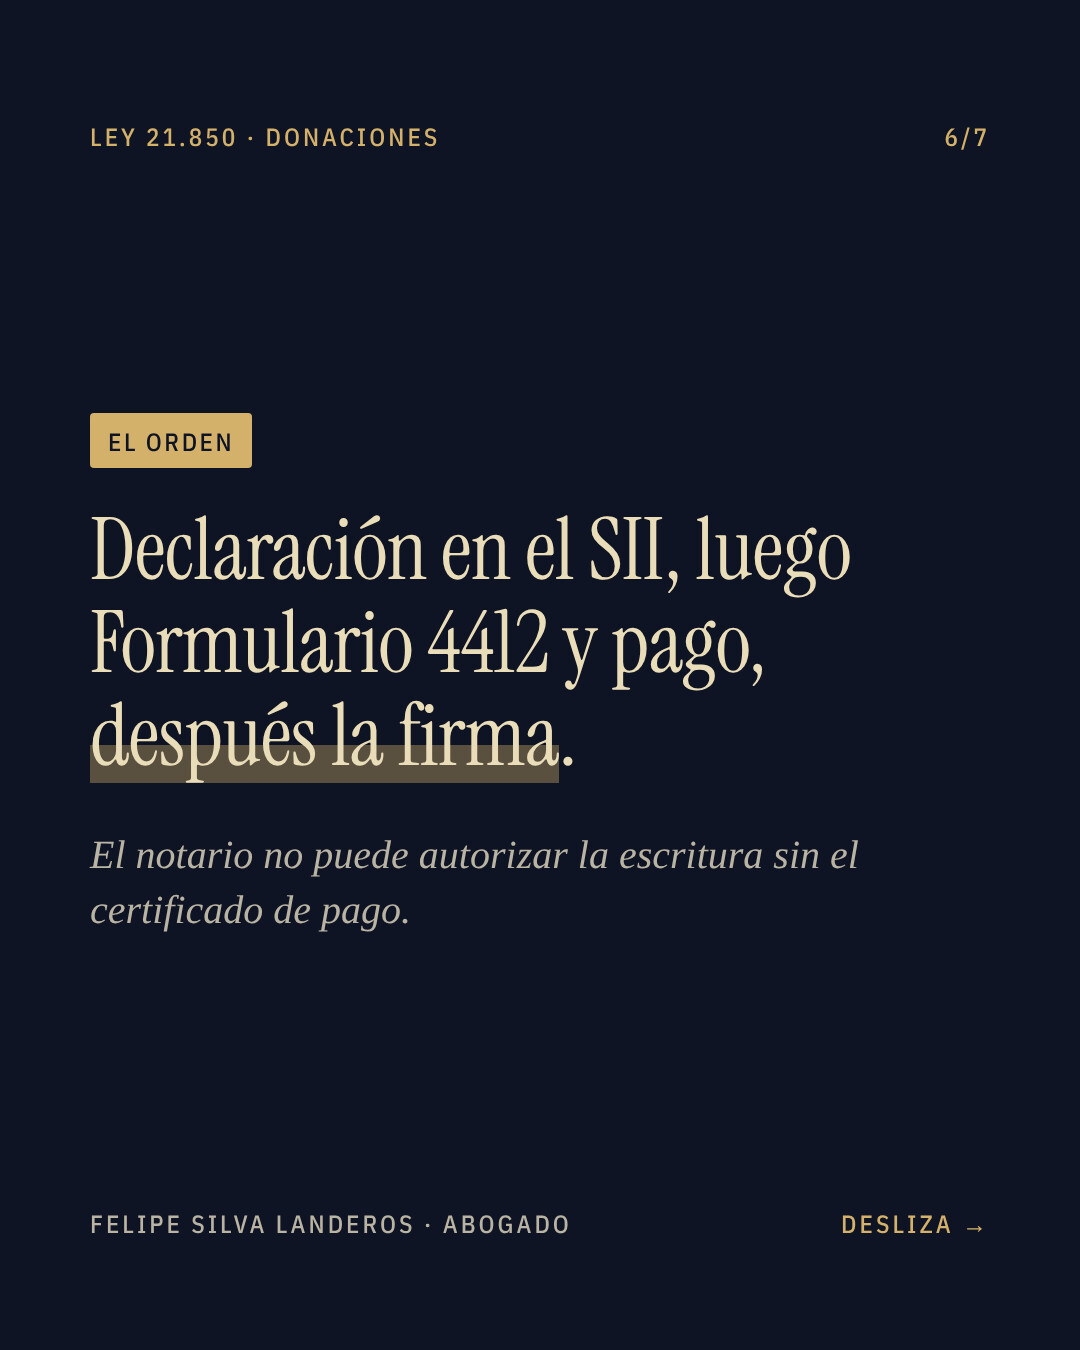 LEY 21.850 · DONACIONES
6/7
EL ORDEN
Declaración en el SII, luego
Formulario 4412 y pago,
después la firma.
El notario no puede autorizar la escritura sin el
certificado de pago.
FELIPE SILVA LANDEROS · ABOGADO
DESLIZA →